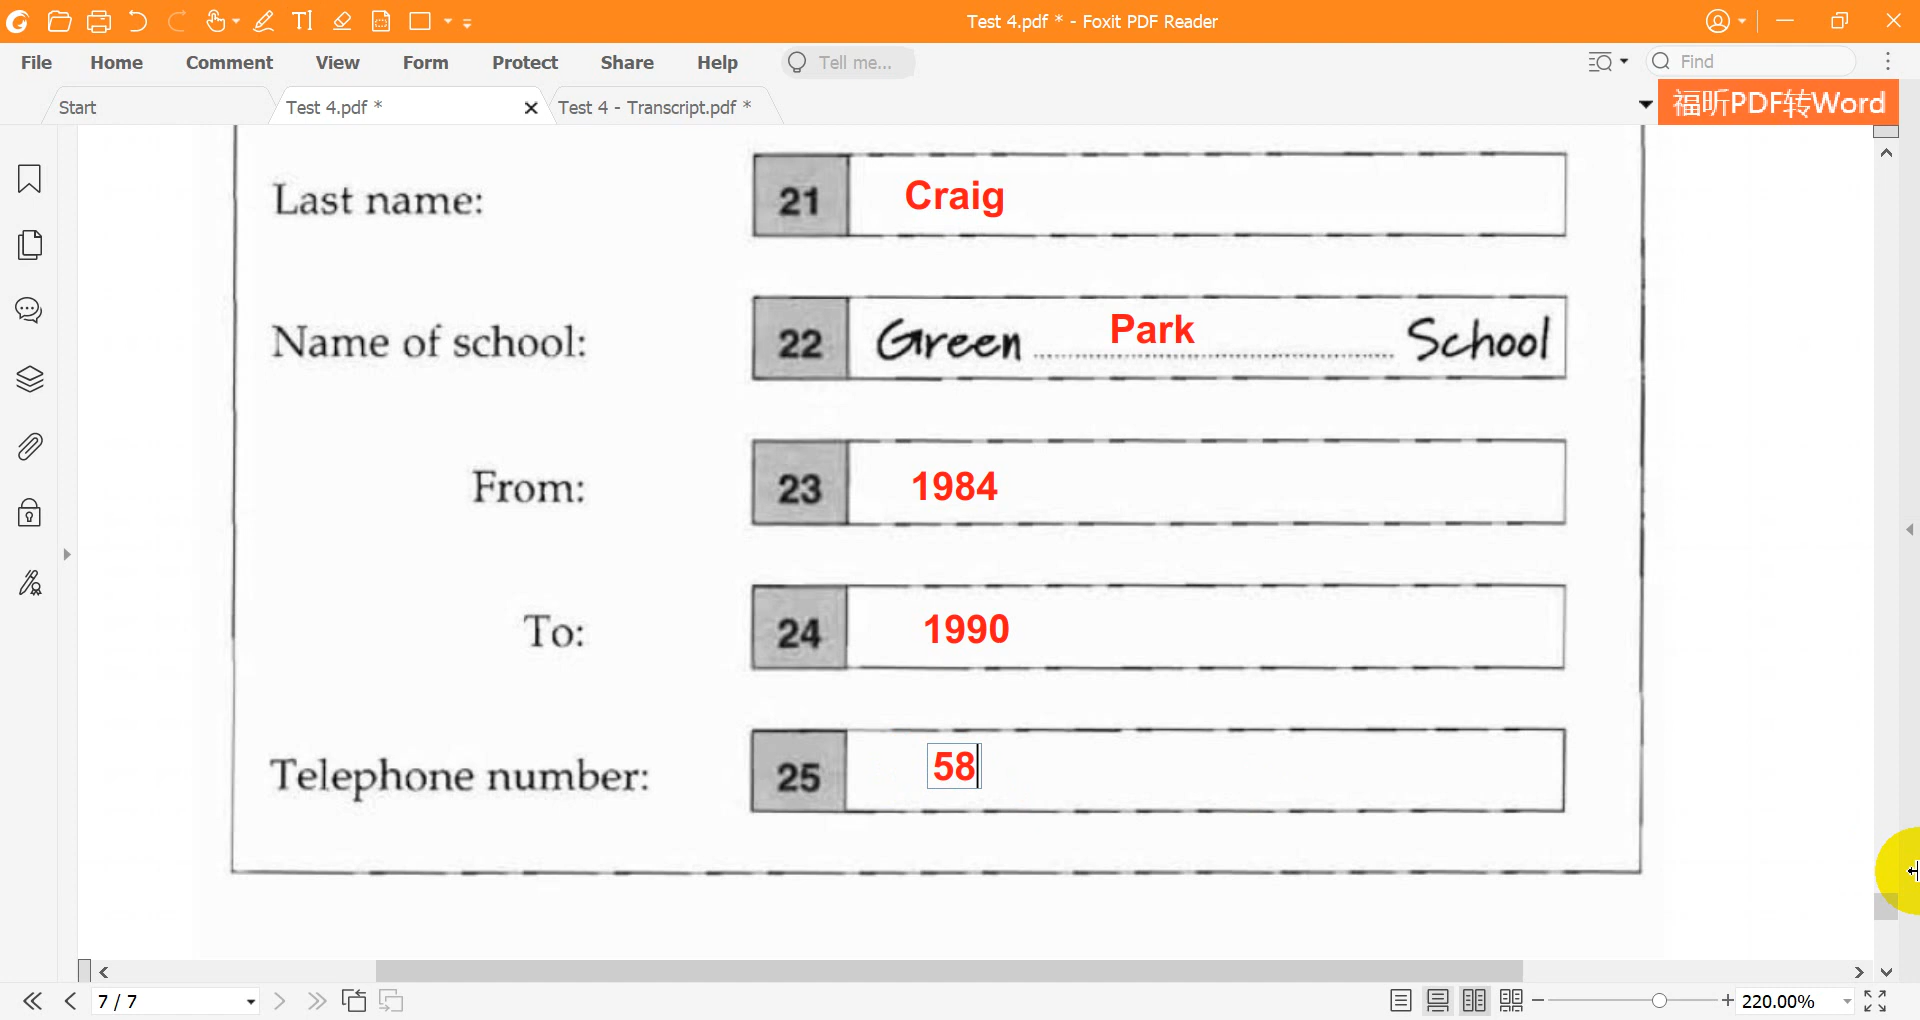 Test 4.pdf * - Foxit PDF Reader
File Home Comment View Form Protect Share Help Tell me... Find
Start Test 4.pdf * Test 4 - Transcript.pdf * 福昕PDF转Word
Last name: 21 Craig
Name of school: 22 Green Park School
From: 23 1984
To: 24 1990
Telephone number: 25 58
7 / 7 220.00%